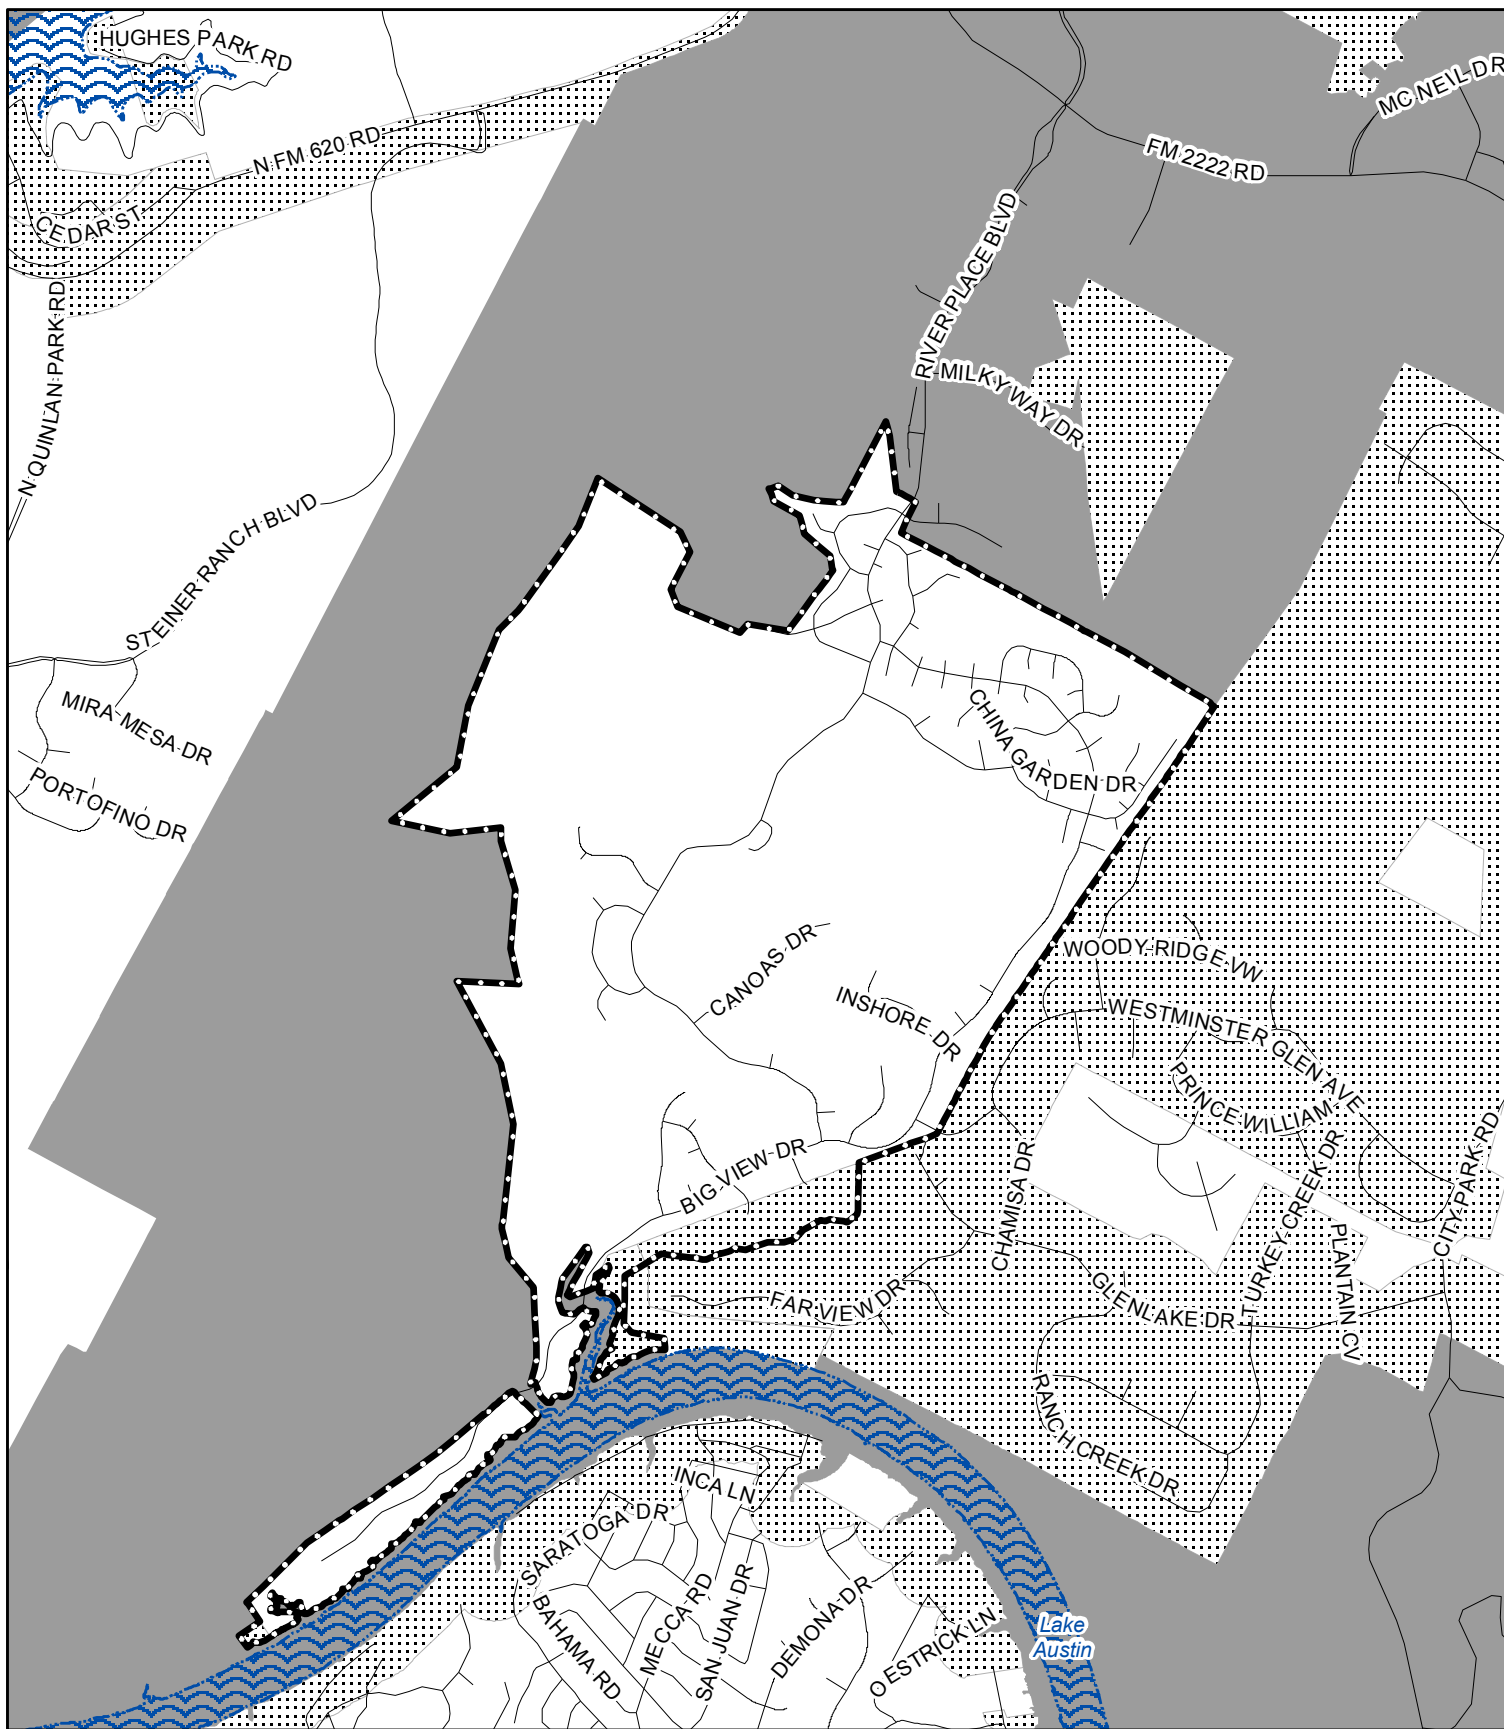 HUGHES PARK RD
MC NEIL DR
N FM 620 RD
FM 2222 RD
CEDAR ST
RIVER PLACE BLVD
N QUINLAN PARK RD
MILKY WAY DR
STEINER RANCH BLVD
MIRA MESA DR
CHINA GARDEN DR
PORTOFINO DR
WOODY RIDGE VW
CANOAS DR
INSHORE DR
WESTMINSTER GLEN AVE
PRINCE WILLIAM
BIG VIEW DR
CHAMISA DR
TURKEY CREEK DR
CITY PARK RD
PLANTAIN CV
FAR VIEW DR
GLENLAKE DR
RANCH CREEK DR
INCA LN
SARATOGA DR
BAHAMA RD
MECCA RD
SAN JUAN DR
DEMONA DR
OESTRICK LN
Lake
Austin